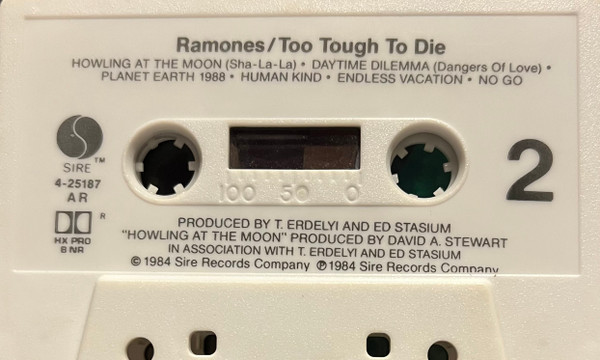 Ramones/Too Tough To Die
HOWLING AT THE MOON (Sha-La-La) • DAYTIME DILEMMA (Dangers Of Love) •
PLANET EARTH 1988 • HUMAN KIND • ENDLESS VACATION • NO GO
S
SIRE™
4-25187
AR
HX PRO
B NR
®
100 50 0
2
PRODUCED BY T. ERDELYI AND ED STASIUM
"HOWLING AT THE MOON" PRODUCED BY DAVID A. STEWART
IN ASSOCIATION WITH T. ERDELYI AND ED STASIUM
© 1984 Sire Records Company ℗ 1984 Sire Records Company